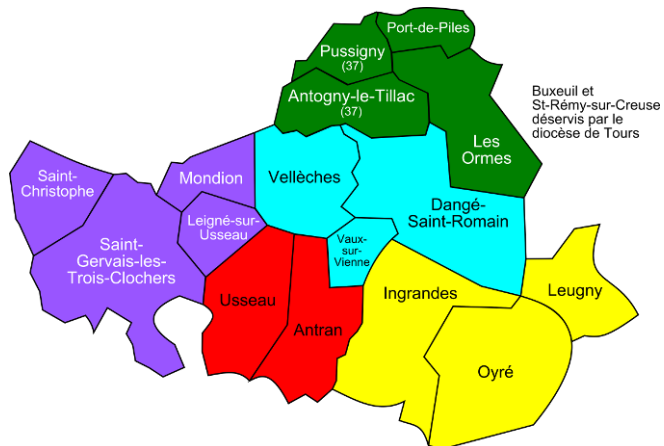 Port-de-Piles
Pussigny
(37)
Antogny-le-Tillac
(37)
Buxeuil et
St-Rémy-sur-Creuse
déservis par le
diocèse de Tours
Les
Ormes
Saint-
Christophe
Mondion
Vellèches
Leigné-sur-
Usseau
Dangé-
Saint-Romain
Saint-
Gervais-les-
Trois-Clochers
Vaux-
sur-
Vienne
Usseau
Antran
Ingrandes
Leugny
Oyré